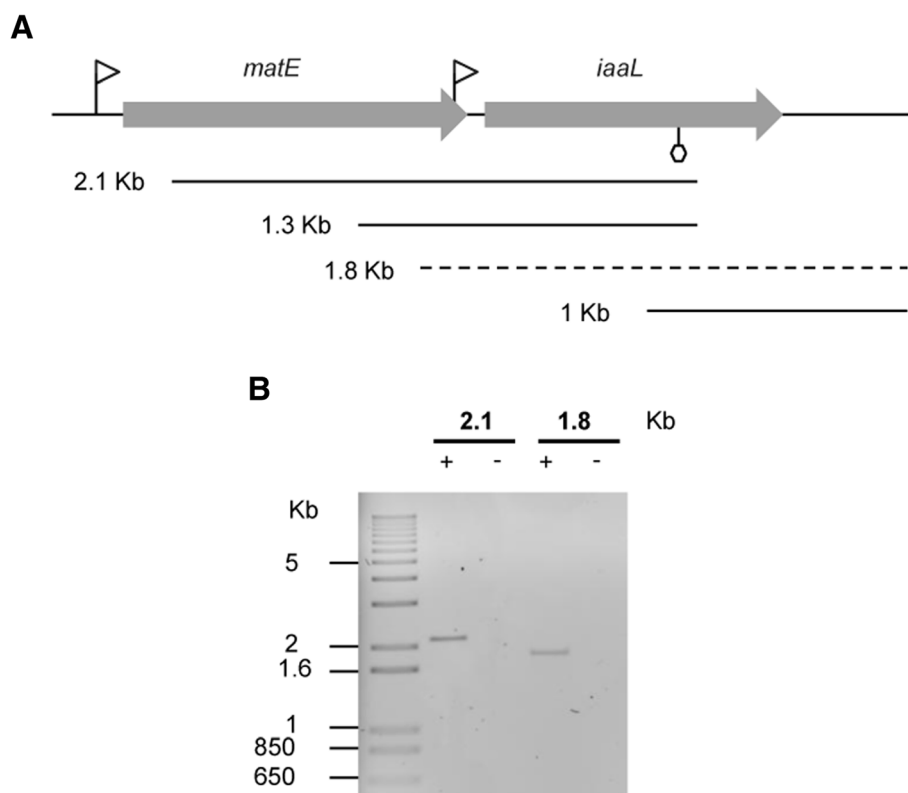 A
matE iaaL
2.1 Kb
1.3 Kb
1.8 Kb
1 Kb
B
2.1 1.8 Kb
+ - + -
Kb
5
2
1.6
1
850
650